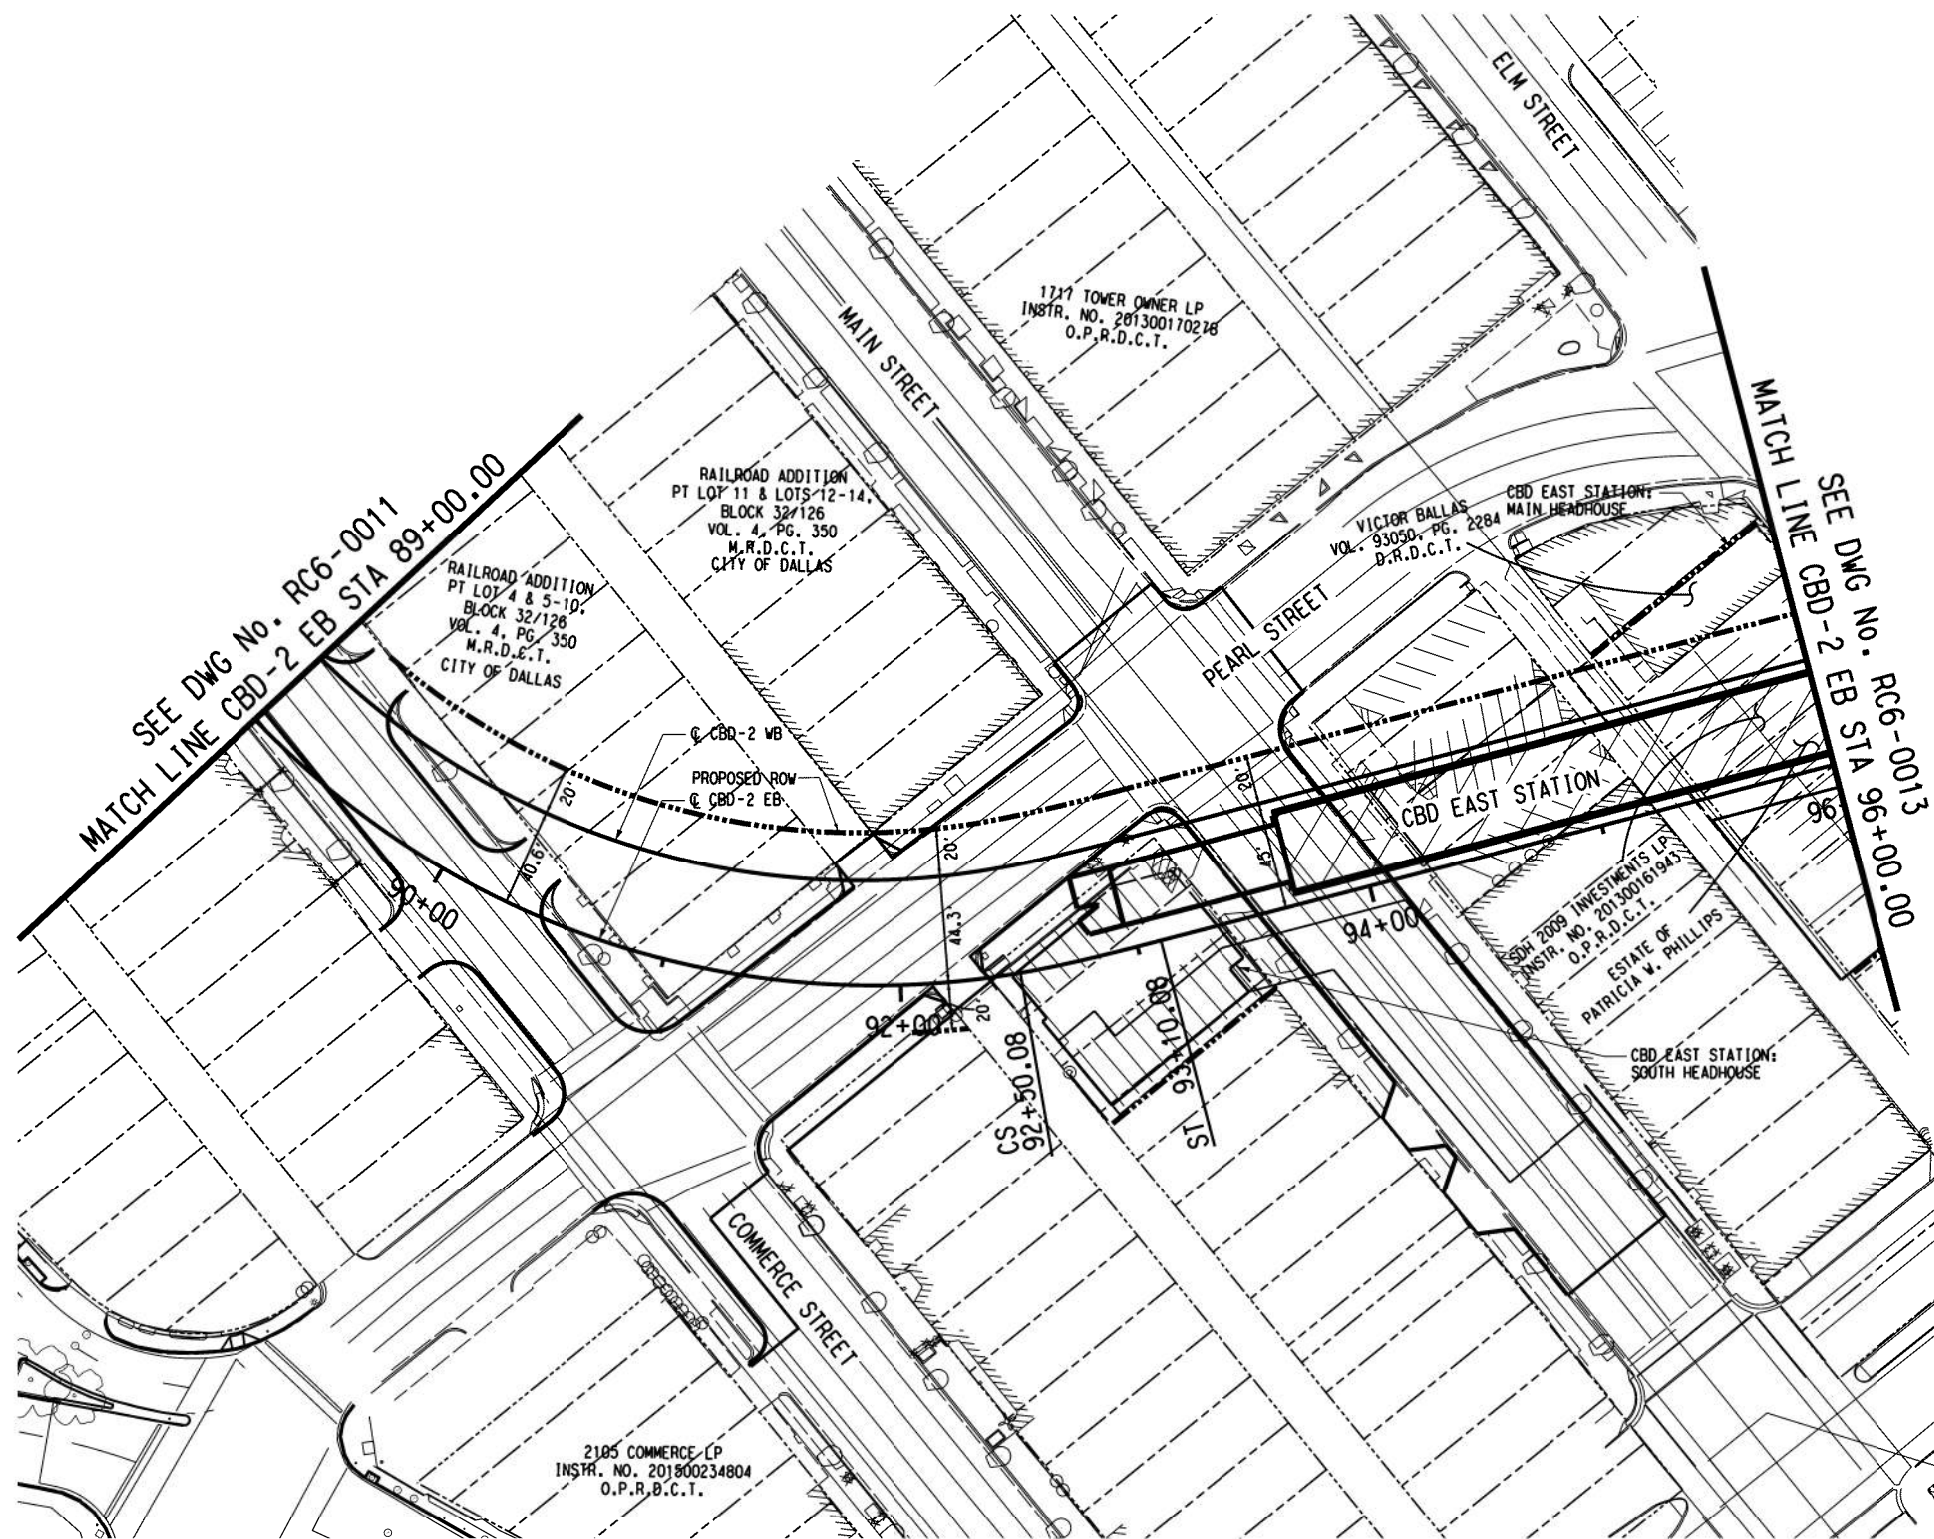 ELM STREET
1717 TOWER OWNER LP
INSTR. NO. 201300170278
O.P.R.D.C.T.
MAIN STREET
SEE DWG No. RC6-0011
MATCH LINE CBD-2 EB STA 89+00.00
RAILROAD ADDITION
PT LOT 11 & LOTS 12-14,
BLOCK 32/126
VOL. 4, PG. 350
M.R.D.C.T.
CITY OF DALLAS
RAILROAD ADDITION
PT LOT 4 & 5-10,
BLOCK 32/126
VOL. 4, PG. 350
M.R.D.C.T.
CITY OF DALLAS
VICTOR BALLAS
VOL. 93050, PG. 2284
D.R.D.C.T.
CBD EAST STATION:
MAIN HEADHOUSE
SEE DWG No. RC6-0013
MATCH LINE CBD-2 EB STA 96+00.00
PEARL STREET
℄ CBD-2 WB
PROPOSED ROW
℄ CBD-2 EB
20'
40.6'
20'
44.3'
20'
20'
45'
CBD EAST STATION
90+00
92+00
94+00
96
CS
92+50.08
ST
93+10.08
SDH 2009 INVESTMENTS LP
INSTR. NO. 201300161943
O.P.R.D.C.T.
ESTATE OF
PATRICIA W. PHILLIPS
CBD EAST STATION:
SOUTH HEADHOUSE
COMMERCE STREET
2105 COMMERCE LP
INSTR. NO. 201500234804
O.P.R.D.C.T.